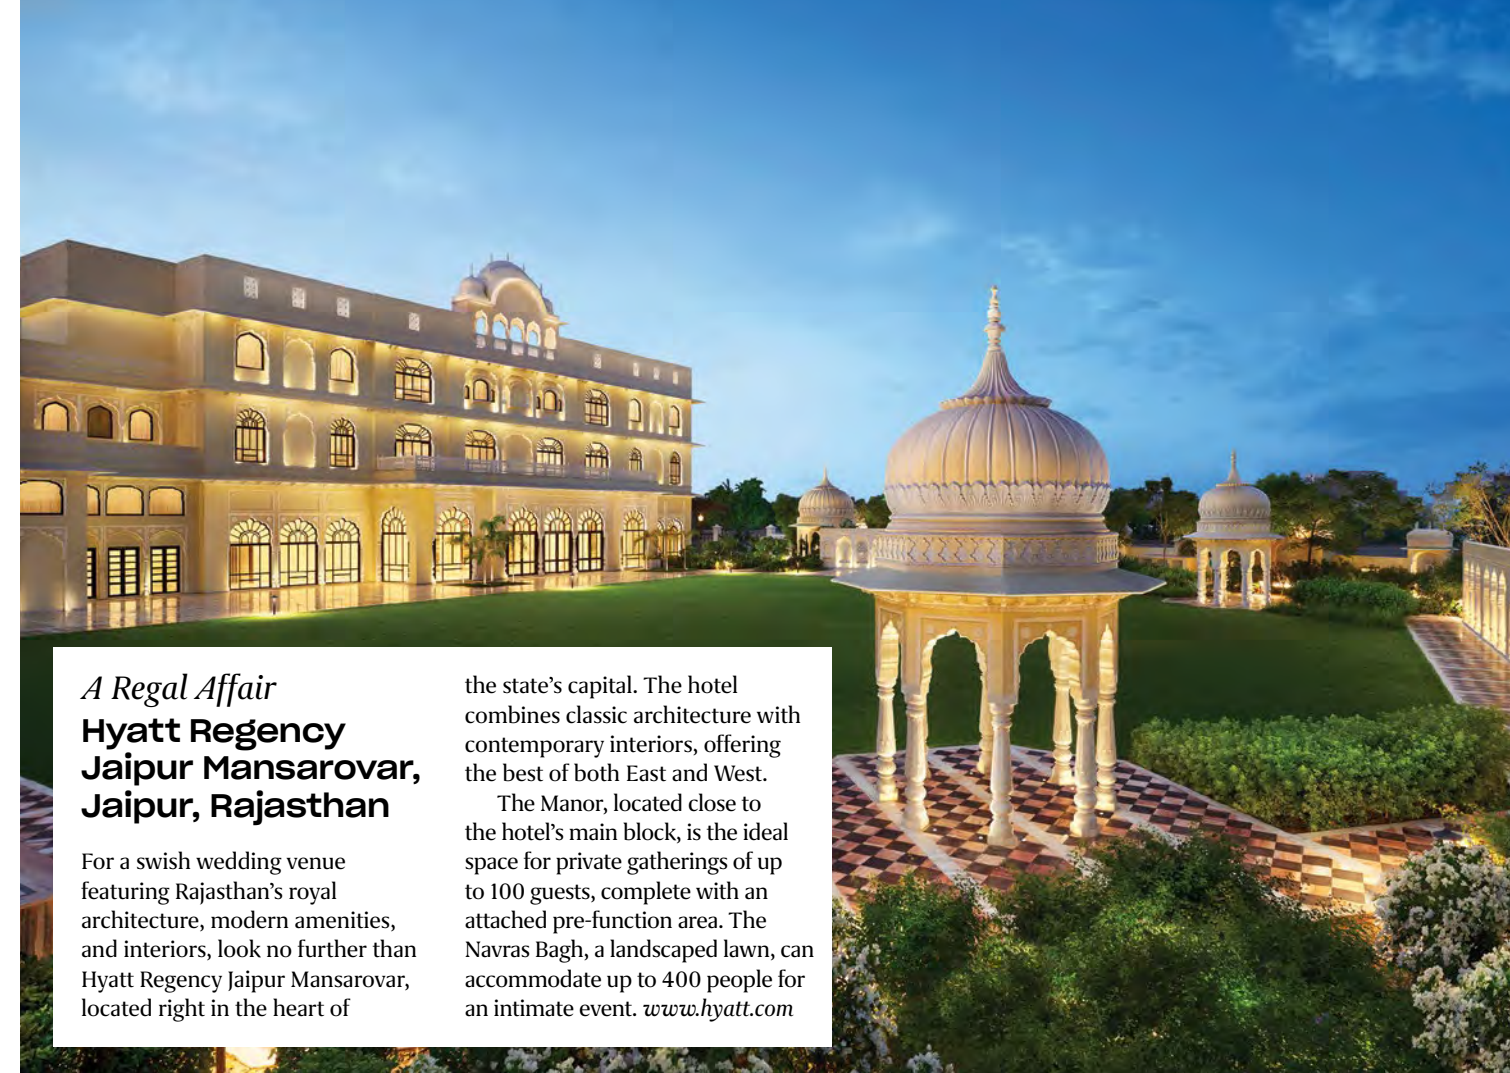 A Regal Affair
Hyatt Regency
Jaipur Mansarovar,
Jaipur, Rajasthan
For a swish wedding venue
featuring Rajasthan’s royal
architecture, modern amenities,
and interiors, look no further than
Hyatt Regency Jaipur Mansarovar,
located right in the heart of
the state’s capital. The hotel
combines classic architecture with
contemporary interiors, offering
the best of both East and West.
The Manor, located close to
the hotel’s main block, is the ideal
space for private gatherings of up
to 100 guests, complete with an
attached pre-function area. The
Navras Bagh, a landscaped lawn, can
accommodate up to 400 people for
an intimate event. www.hyatt.com